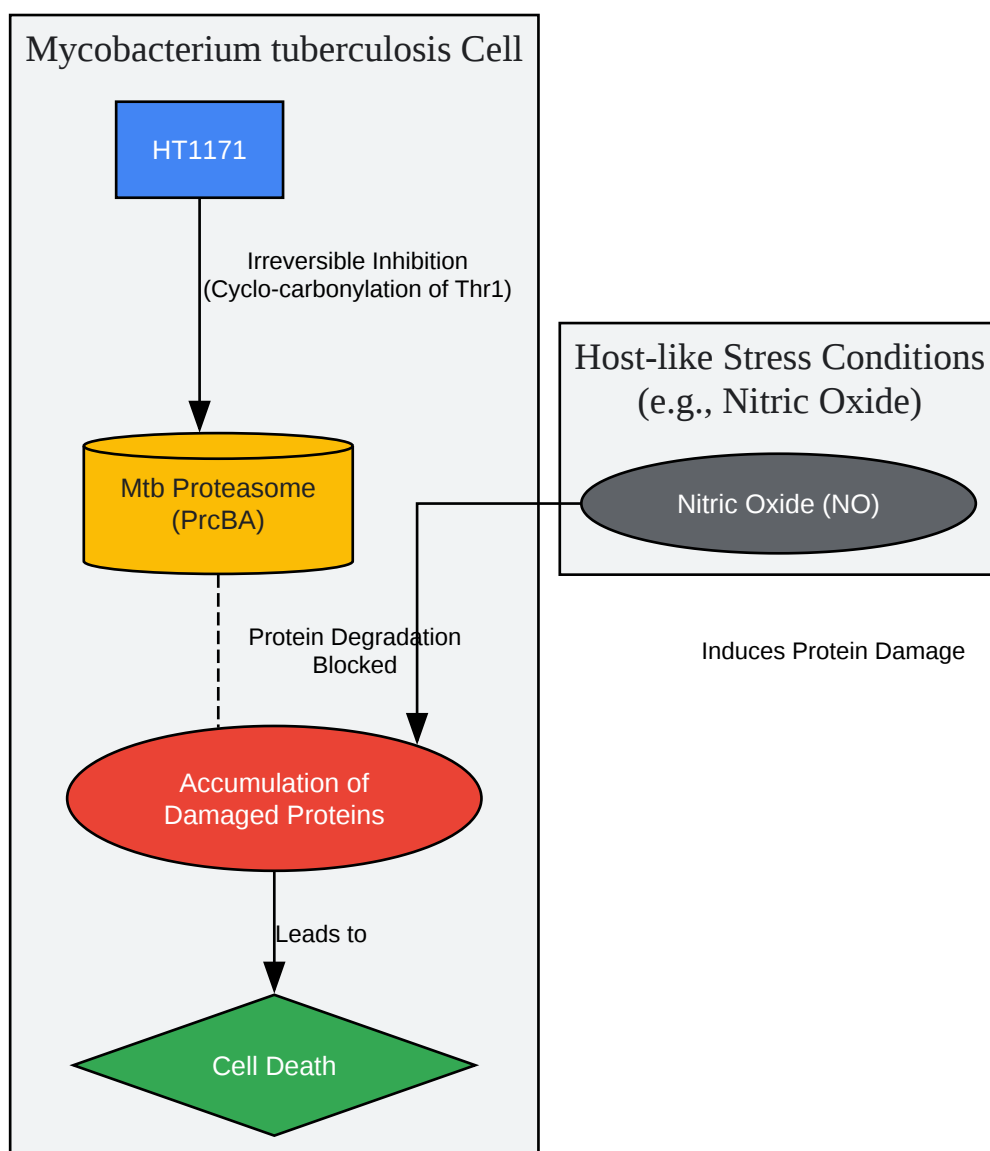 Mycobacterium tuberculosis Cell
HT1171
Irreversible Inhibition
(Cyclo-carbonylation of Thr1)
Host-like Stress Conditions
(e.g., Nitric Oxide)
Mtb Proteasome
(PrcBA)
Nitric Oxide (NO)
Protein Degradation
Blocked
Induces Protein Damage
Accumulation of
Damaged Proteins
Leads to
Cell Death